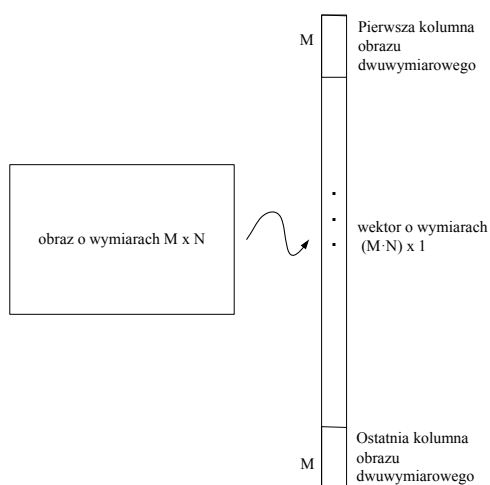 M
Pierwsza kolumna
obrazu
dwuwymiarowego
obraz o wymiarach M x N
wektor o wymiarach
(M·N) x 1
M
Ostatnia kolumna
obrazu
dwuwymiarowego